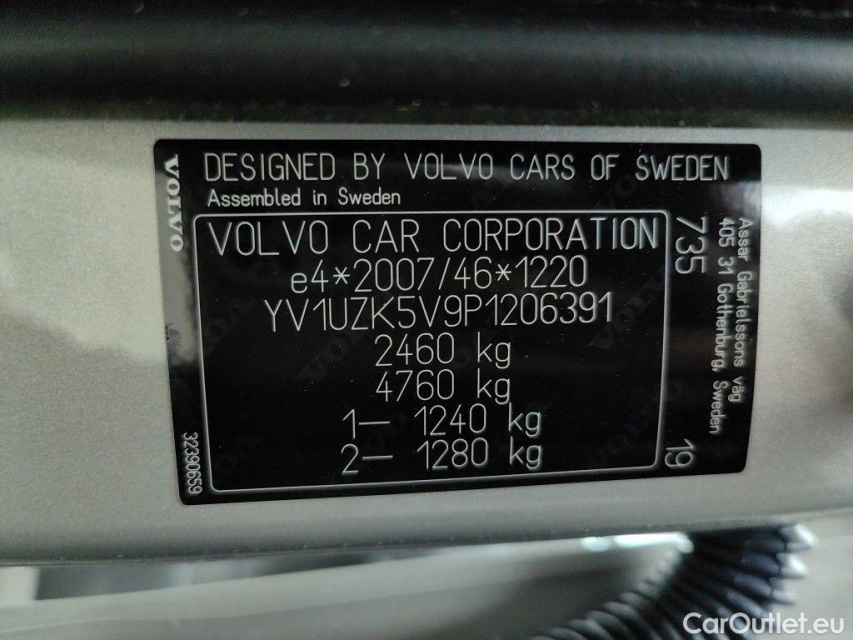 VOLVO
DESIGNED BY VOLVO CARS OF SWEDEN
Assembled in Sweden
VOLVO CAR CORPORATION
e4*2007/46*1220
YV1UZK5V9P1206391
2460 kg
4760 kg
1– 1240 kg
2– 1280 kg
32390659
735
19
Assar Gabrielssons väg
405 31 Gothenburg, Sweden
CarOutlet.eu